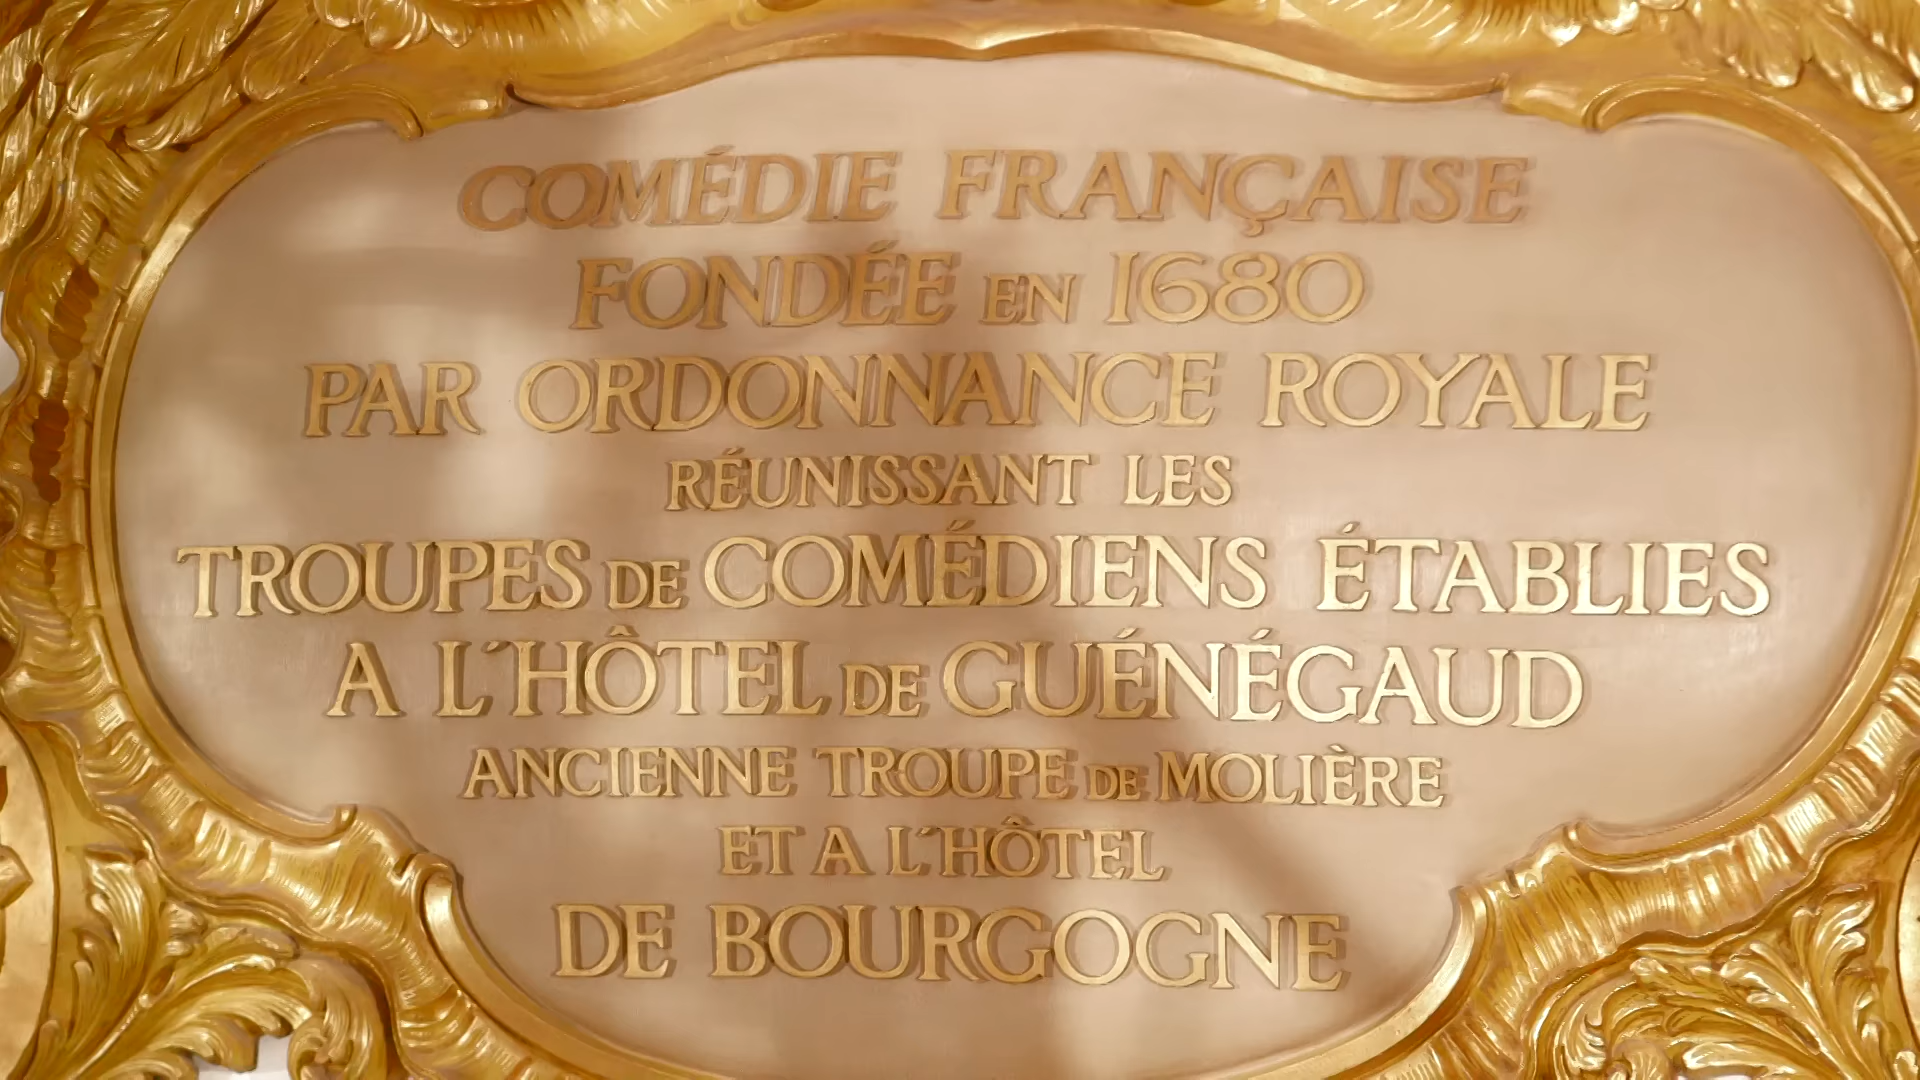 COMÉDIE FRANÇAISE
FONDÉE EN 1680
PAR ORDONNANCE ROYALE
RÉUNISSANT LES
TROUPES DE COMÉDIENS ÉTABLIES
A L'HÔTEL DE GUÉNÉGAUD
ANCIENNE TROUPE DE MOLIÈRE
ET A L'HÔTEL
DE BOURGOGNE